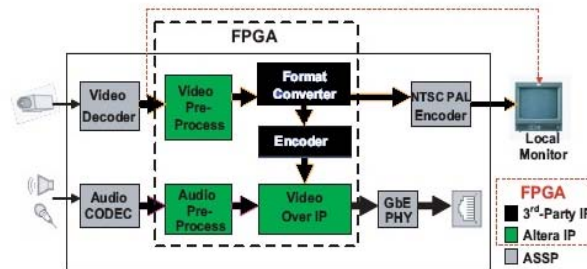 FPGA
Video
Decoder
Video
Pre-
Process
Format
Converter
NTSC PAL
Encoder
Local
Monitor
Encoder
Audio
CODEC
Audio
Pre-
Process
Video
Over IP
GbE
PHY
FPGA
3rd-Party IP
Altera IP
ASSP